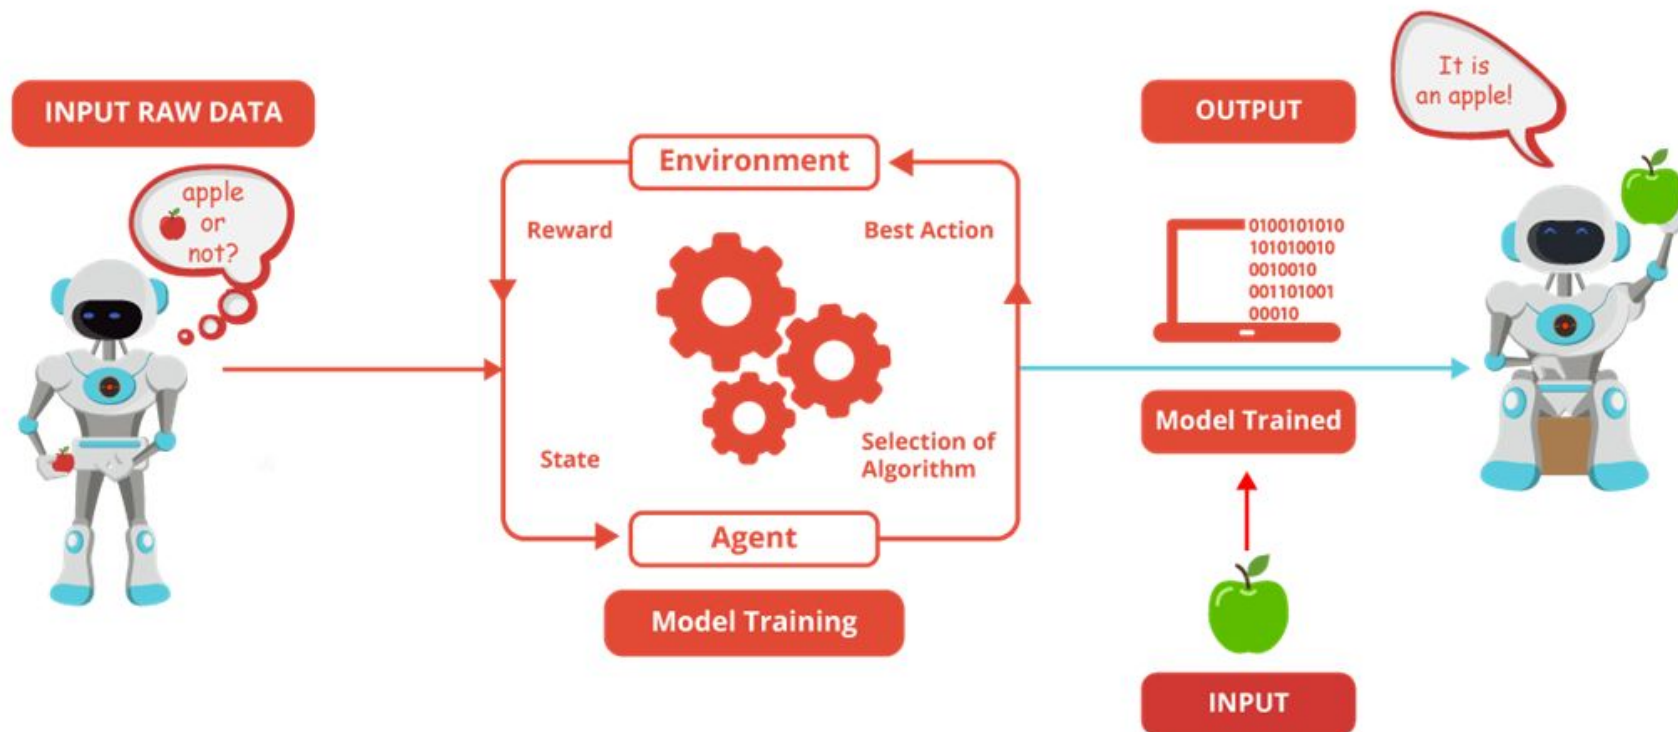 INPUT RAW DATA
apple
or
not?
Environment
Reward
Best Action
State
Selection of
Algorithm
Agent
Model Training
OUTPUT
0100101010
101010010
0010010
001101001
00010
Model Trained
INPUT
It is
an apple!